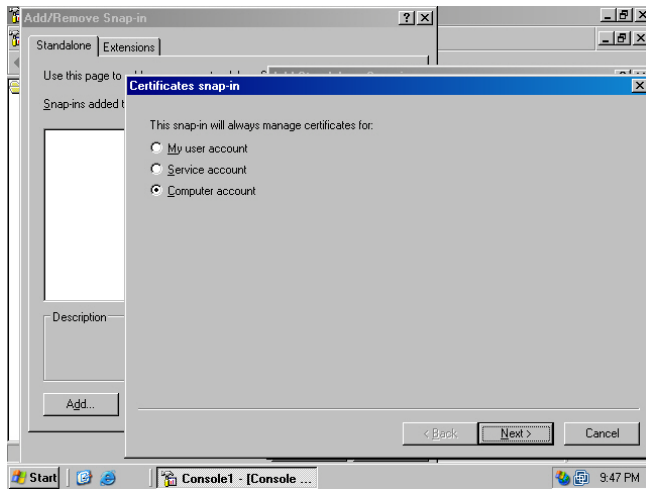 Add/Remove Snap-in
Standalone
Extensions
Use this page to
Certificates snap-in
Snap-ins added t
This snap-in will always manage certificates for:
My user account
Service account
Computer account
Description
Add...
< Back
Next >
Cancel
Start
Console1 - [Console ...
9:47 PM